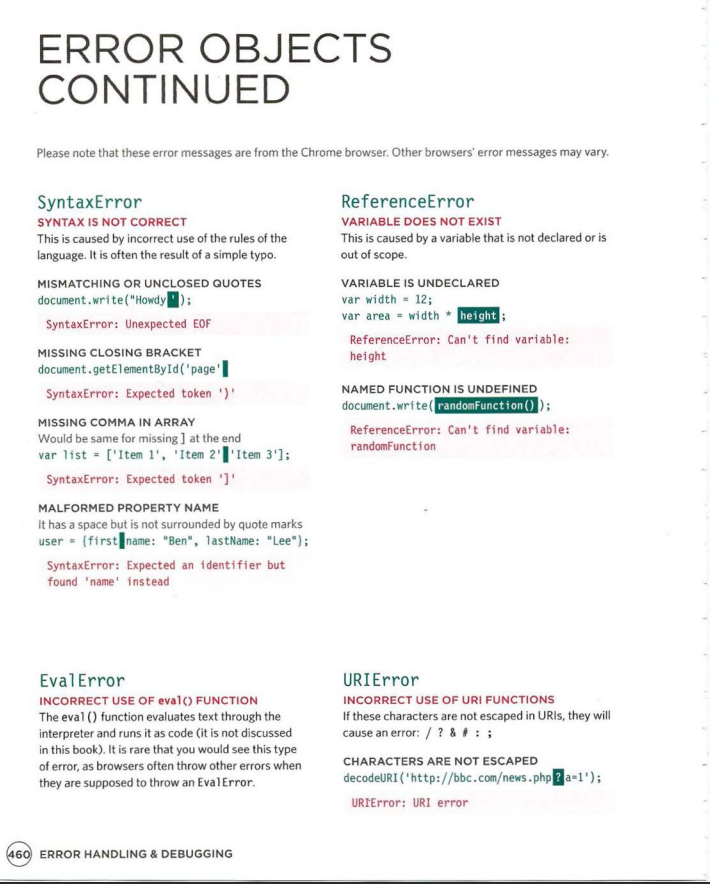 ERROR OBJECTS
CONTINUED
Please note that these error messages are from the Chrome browser. Other browsers' error messages may vary.
SyntaxError
SYNTAX IS NOT CORRECT
This is caused by incorrect use of the rules of the
language. It is often the result of a simple typo.
MISMATCHING OR UNCLOSED QUOTES
document.write("Howdy');
SyntaxError: Unexpected EOF
MISSING CLOSING BRACKET
document.getElementById('page'
SyntaxError: Expected token ')'
MISSING COMMA IN ARRAY
Would be same for missing ] at the end
var list = ['Item 1', 'Item 2' 'Item 3'];
SyntaxError: Expected token ']'
MALFORMED PROPERTY NAME
It has a space but is not surrounded by quote marks
user = {first name: "Ben", lastName: "Lee"};
SyntaxError: Expected an identifier but
found 'name' instead
ReferenceError
VARIABLE DOES NOT EXIST
This is caused by a variable that is not declared or is
out of scope.
VARIABLE IS UNDECLARED
var width = 12;
var area = width * height;
ReferenceError: Can't find variable:
height
NAMED FUNCTION IS UNDEFINED
document.write(randomFunction());
ReferenceError: Can't find variable:
randomFunction
EvalError
INCORRECT USE OF eval() FUNCTION
The eval() function evaluates text through the
interpreter and runs it as code (it is not discussed
in this book). It is rare that you would see this type
of error, as browsers often throw other errors when
they are supposed to throw an EvalError.
URIError
INCORRECT USE OF URI FUNCTIONS
If these characters are not escaped in URIs, they will
cause an error: / ? & # : ;
CHARACTERS ARE NOT ESCAPED
decodeURI('http://bbc.com/news.php?a=1');
URIError: URI error
460 ERROR HANDLING & DEBUGGING